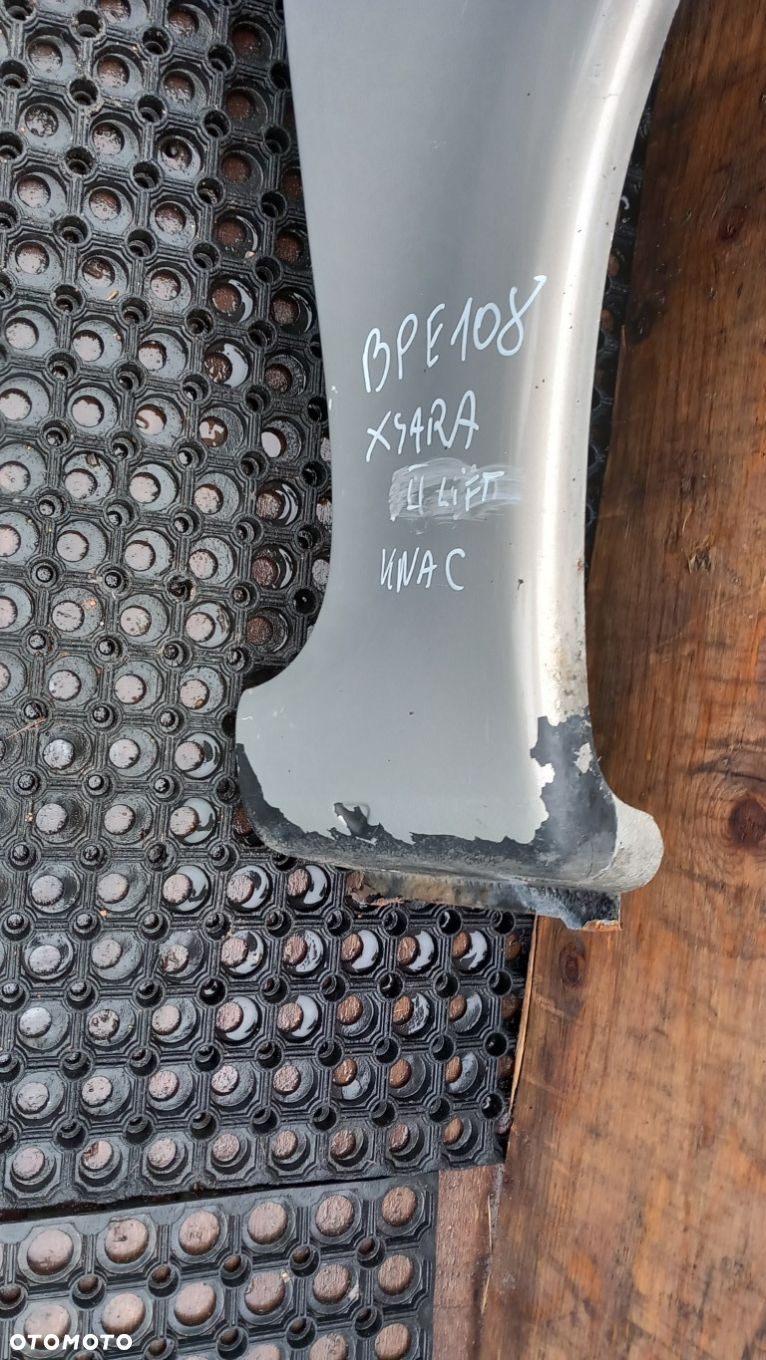 BPE108
XSARA
II LIFT
KNAC
OTOMOTO